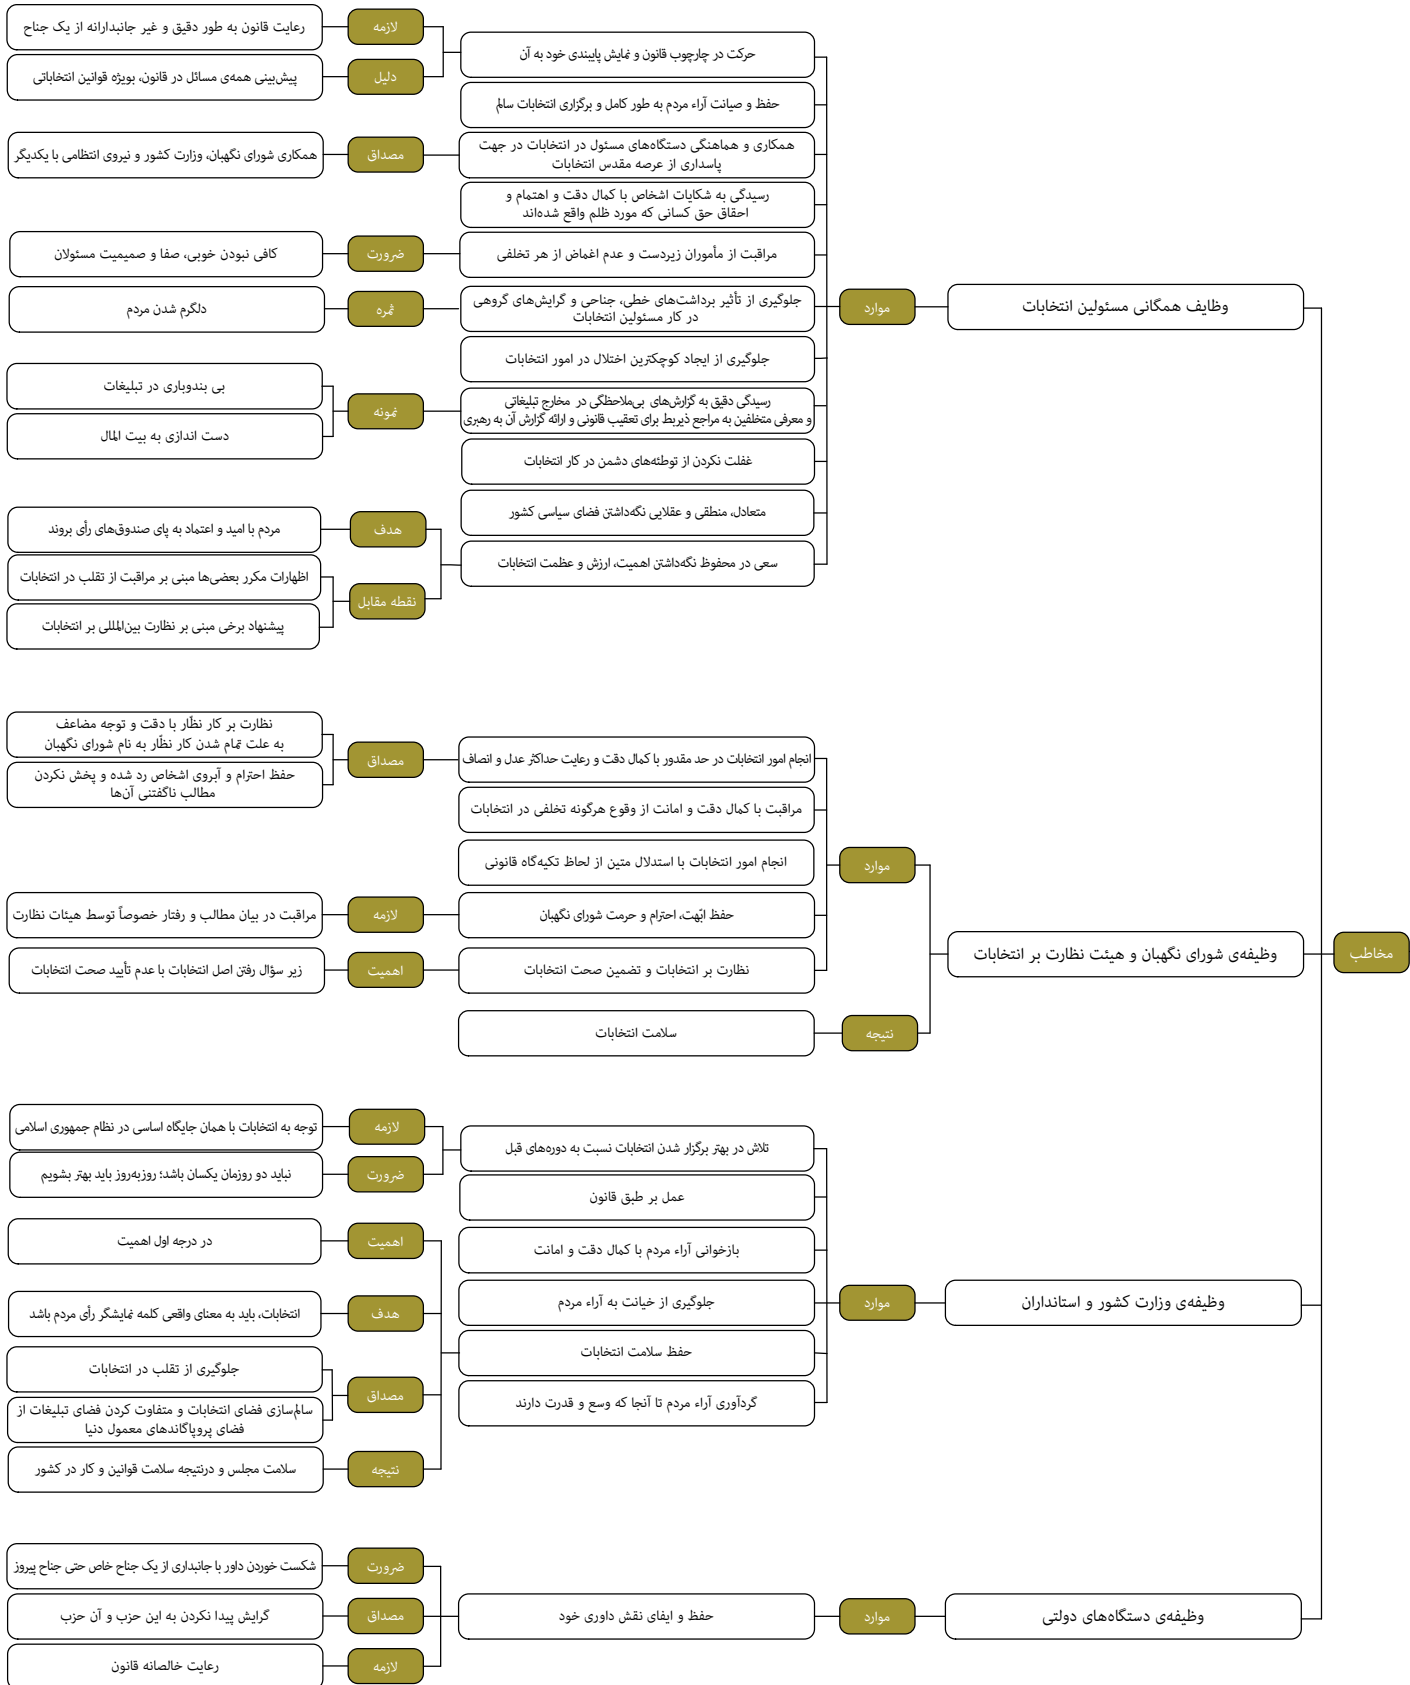 مخاطب
وظایف همگانی مسئولین انتخابات
موارد
حرکت در چارچوب قانون و نمایش پایبندی خود به آن
لازمه
رعایت قانون به طور دقیق و غیر جانبدارانه از یک جناح
دلیل
پیش‌بینی همه‌ی مسائل در قانون، بویژه قوانین انتخاباتی
حفظ و صیانت آراء مردم به طور کامل و برگزاری انتخابات سالم
همکاری و هماهنگی دستگاه‌های مسئول در انتخابات در جهت
پاسداری از عرصه مقدس انتخابات
مصداق
همکاری شورای نگهبان، وزارت کشور و نیروی انتظامی با یکدیگر
رسیدگی به شکایات اشخاص با کمال دقت و اهتمام و
احقاق حق کسانی که مورد ظلم واقع شده‌اند
مراقبت از مأموران زیردست و عدم اغماض از هر تخلفی
ضرورت
کافی نبودن خوبی، صفا و صمیمیت مسئولان
جلوگیری از تأثیر برداشت‌های خطی، جناحی و گرایش‌های گروهی
در کار مسئولین انتخابات
ثمره
دلگرم شدن مردم
جلوگیری از ایجاد کوچکترین اختلال در امور انتخابات
رسیدگی دقیق به گزارش‌های بی‌ملاحظگی در مخارج تبلیغاتی
و معرفی متخلفین به مراجع ذیربط برای تعقیب قانونی و ارائه گزارش آن به رهبری
نمونه
بی بندوباری در تبلیغات
دست اندازی به بیت المال
غفلت نکردن از توطئه‌های دشمن در کار انتخابات
متعادل، منطقی و عقلایی نگه‌داشتن فضای سیاسی کشور
سعی در محفوظ نگه‌داشتن اهمیت، ارزش و عظمت انتخابات
هدف
مردم با امید و اعتماد به پای صندوق‌های رأی بروند
نقطه مقابل
اظهارات مکرر بعضی‌ها مبنی بر مراقبت از تقلب در انتخابات
پیشنهاد برخی مبنی بر نظارت بین‌المللی بر انتخابات
وظیفه‌ی شورای نگهبان و هیئت نظارت بر انتخابات
موارد
انجام امور انتخابات در حد مقدور با کمال دقت و رعایت حداکثر عدل و انصاف
مصداق
نظارت بر کار نظّار با دقت و توجه مضاعف
به علت تمام شدن کار نظّار به نام شورای نگهبان
حفظ احترام و آبروی اشخاص رد شده و پخش نکردن
مطالب ناگفتنی آن‌ها
مراقبت با کمال دقت و امانت از وقوع هرگونه تخلفی در انتخابات
انجام امور انتخابات با استدلال متین از لحاظ تکیه‌گاه قانونی
حفظ ابّهت، احترام و حرمت شورای نگهبان
لازمه
مراقبت در بیان مطالب و رفتار خصوصاً توسط هیئات نظارت
نظارت بر انتخابات و تضمین صحت انتخابات
اهمیت
زیر سؤال رفتن اصل انتخابات با عدم تأیید صحت انتخابات
نتیجه
سلامت انتخابات
وظیفه‌ی وزارت کشور و استانداران
موارد
تلاش در بهتر برگزار شدن انتخابات نسبت به دوره‌های قبل
لازمه
توجه به انتخابات با همان جایگاه اساسی در نظام جمهوری اسلامی
ضرورت
نباید دو روزمان یکسان باشد؛ روزبه‌روز باید بهتر بشویم
عمل بر طبق قانون
بازخوانی آراء مردم با کمال دقت و امانت
جلوگیری از خیانت به آراء مردم
حفظ سلامت انتخابات
اهمیت
در درجه اول اهمیت
هدف
انتخابات، باید به معنای واقعی کلمه نمایشگر رأی مردم باشد
مصداق
جلوگیری از تقلب در انتخابات
سالم‌سازی فضای انتخابات و متفاوت کردن فضای تبلیغات از
فضای پروپاگاندهای معمول دنیا
نتیجه
سلامت مجلس و درنتیجه سلامت قوانین و کار در کشور
گردآوری آراء مردم تا آنجا که وسع و قدرت دارند
وظیفه‌ی دستگاه‌های دولتی
موارد
حفظ و ایفای نقش داوری خود
ضرورت
شکست خوردن داور با جانبداری از یک جناح خاص حتی جناح پیروز
مصداق
گرایش پیدا نکردن به این حزب و آن حزب
لازمه
رعایت خالصانه قانون